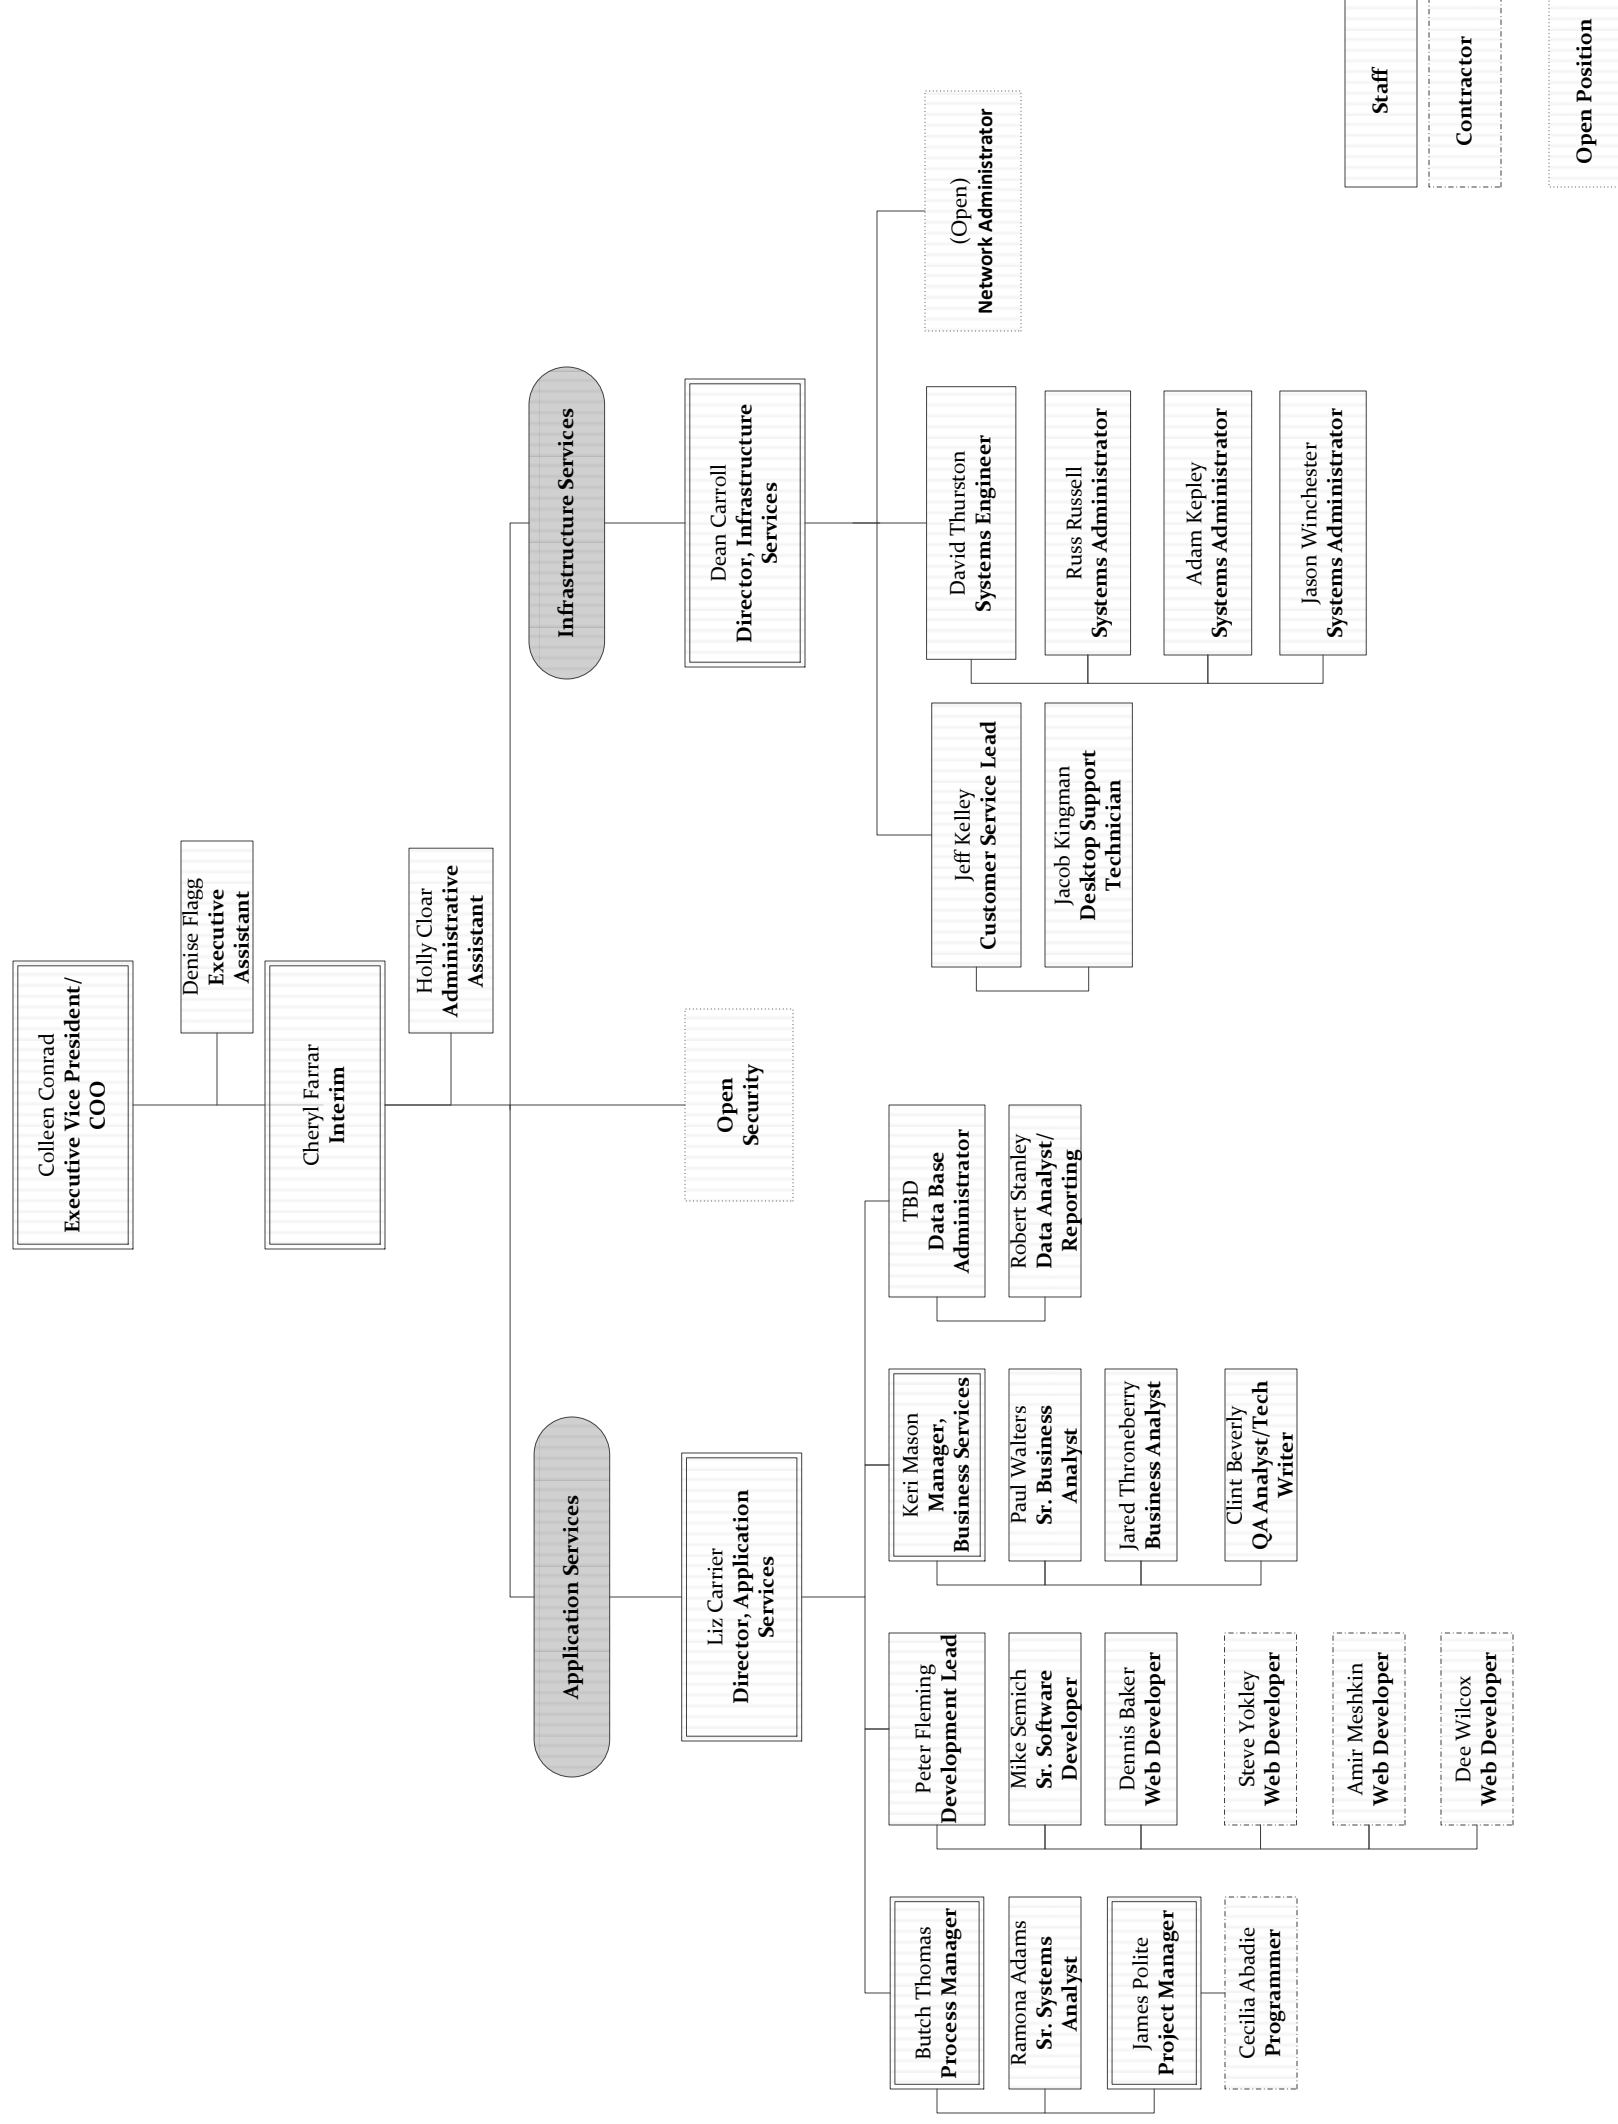 Colleen Conrad
Executive Vice President/
COO
Denise Flagg
Executive
Assistant
Cheryl Farrar
Interim
Holly Cloar
Administrative
Assistant
Application Services
Infrastructure Services
Liz Carrier
Director, Application
Services
Open
Security
Dean Carroll
Director, Infrastructure
Services
Butch Thomas
Process Manager
Ramona Adams
Sr. Systems
Analyst
James Polite
Project Manager
Cecilia Abadie
Programmer
Peter Fleming
Development Lead
Mike Semich
Sr. Software
Developer
Dennis Baker
Web Developer
Steve Yokley
Web Developer
Amir Meshkin
Web Developer
Dee Wilcox
Web Developer
Keri Mason
Manager,
Business Services
Paul Walters
Sr. Business
Analyst
Jared Throneberry
Business Analyst
Clint Beverly
QA Analyst/Tech
Writer
TBD
Data Base
Administrator
Robert Stanley
Data Analyst/
Reporting
Jeff Kelley
Customer Service Lead
Jacob Kingman
Desktop Support
Technician
David Thurston
Systems Engineer
Russ Russell
Systems Administrator
Adam Kepley
Systems Administrator
Jason Winchester
Systems Administrator
(Open)
Network Administrator
Staff
Contractor
Open Position